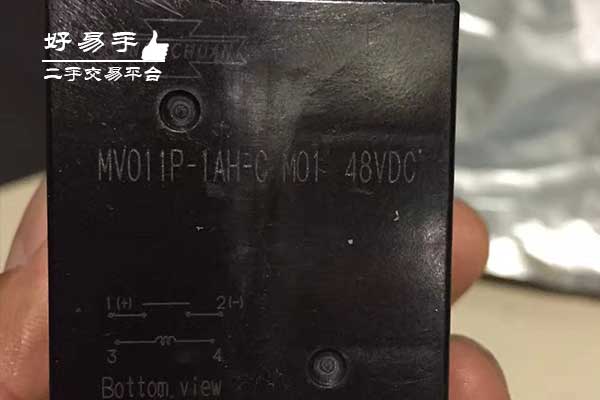 好易手
二手交易平台
CHUAN
MV011P-1AH-C M01 48VDC
1(+) 2(-)
3 4
Bottom view